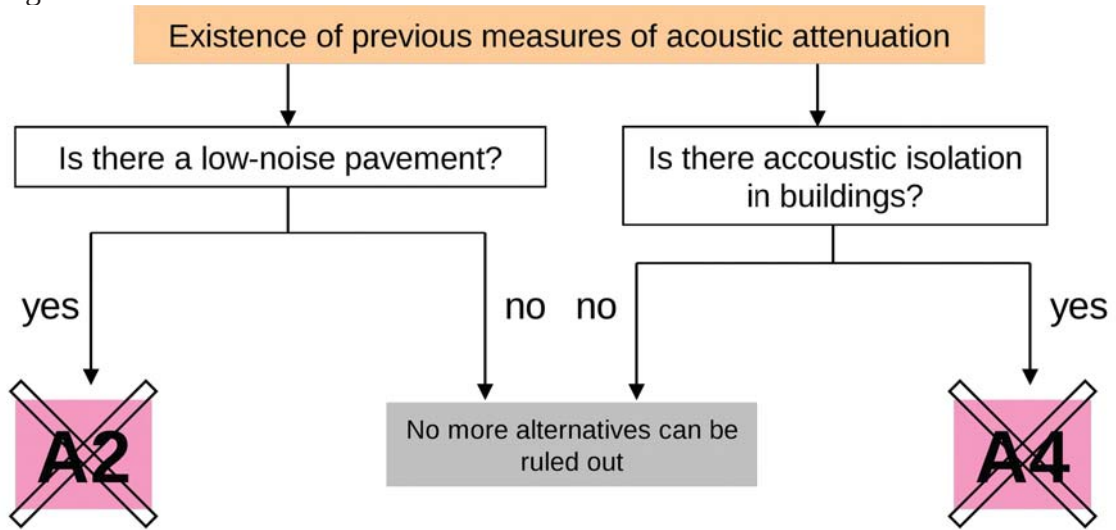 Existence of previous measures of acoustic attenuation
Is there a low-noise pavement?
Is there accoustic isolation
in buildings?
yes
no
no
yes
A2
No more alternatives can be
ruled out
A4